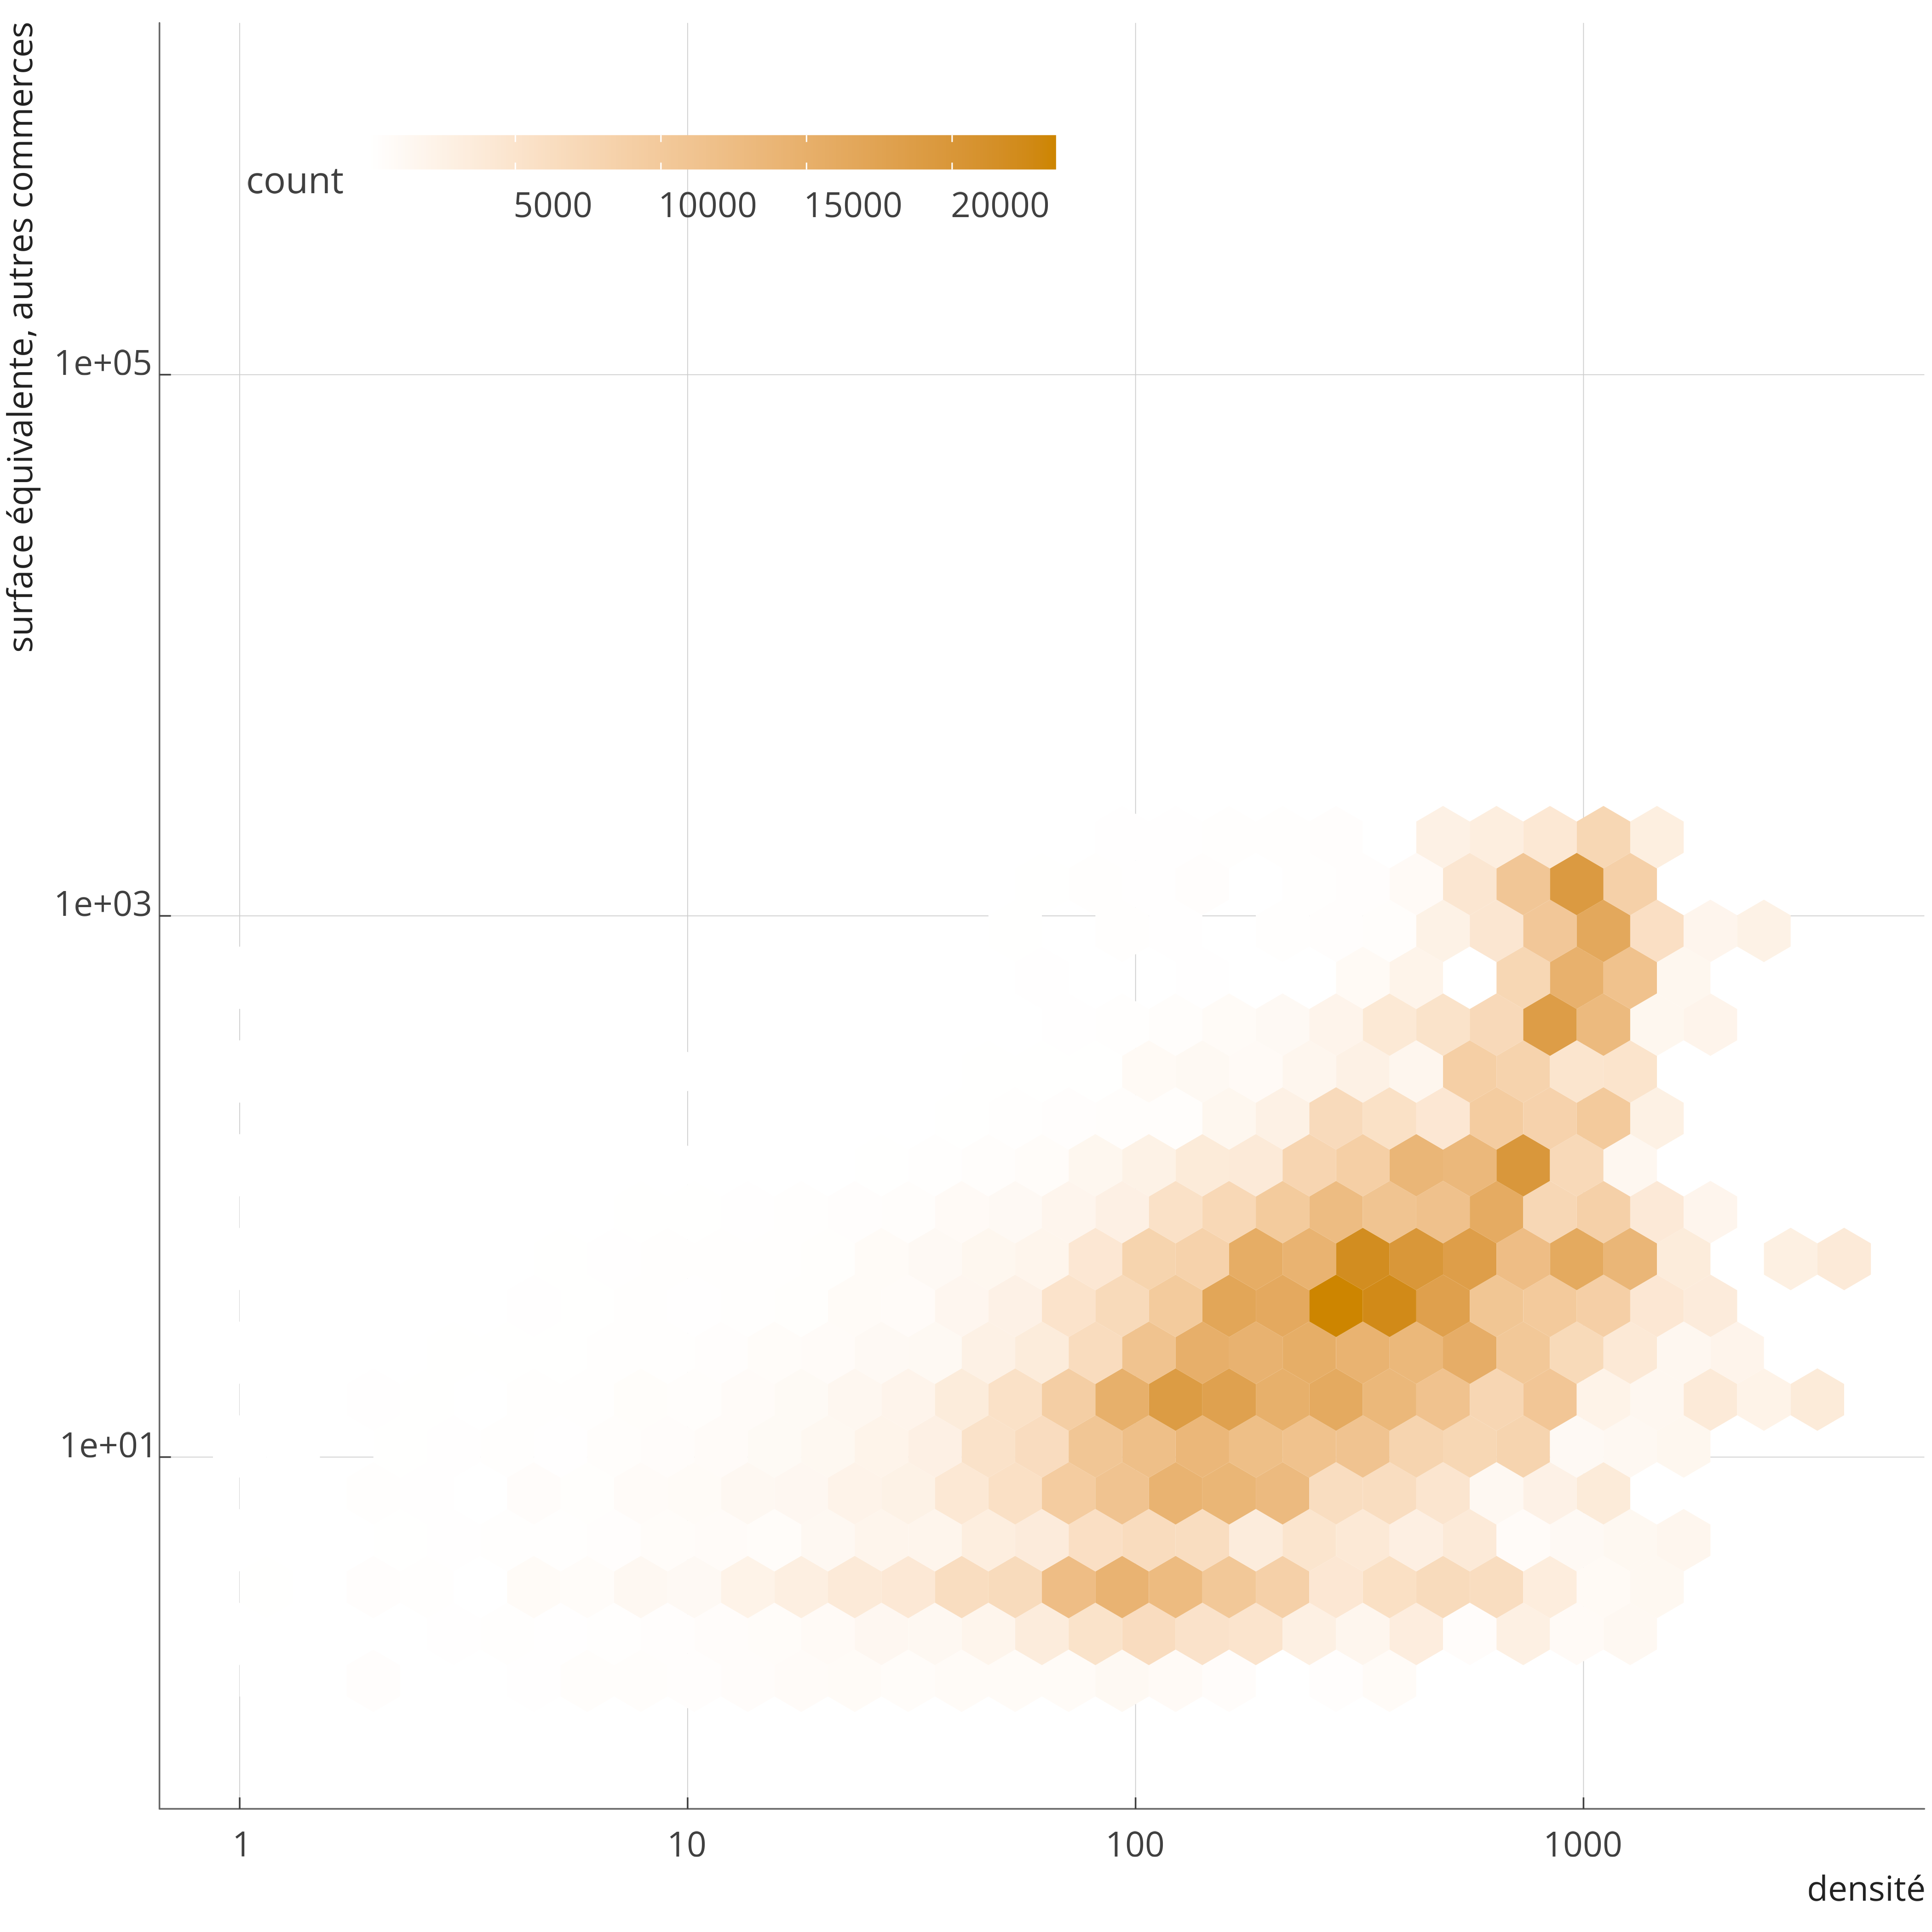 surface équivalente, autres commerces
count
5000 10000 15000 20000
1e+05
1e+03
1e+01
1 10 100 1000
densité